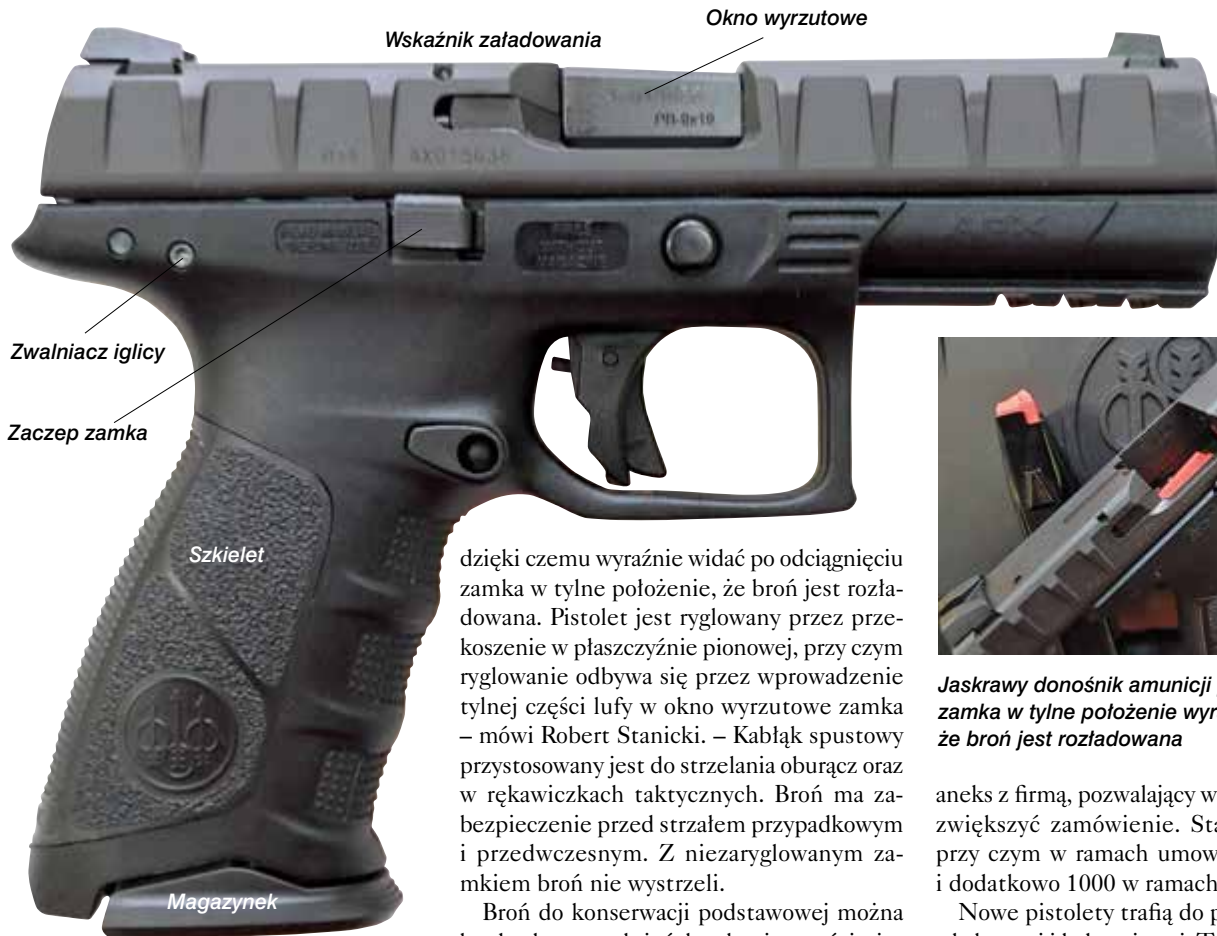 Okno wyrzutowe
Wskaźnik załadowania
PB-9x19
AX015436
APX
Zwalniacz iglicy
Zaczep zamka
Szkielet
Magazynek
dzięki czemu wyraźnie widać po odciągnięciu
zamka w tylne położenie, że broń jest rozła-
dowana. Pistolet jest ryglowany przez prze-
koszenie w płaszczyźnie pionowej, przy czym
ryglowanie odbywa się przez wprowadzenie
tylnej części lufy w okno wyrzutowe zamka
– mówi Robert Stanicki. – Kabłąk spustowy
przystosowany jest do strzelania oburącz oraz
w rękawiczkach taktycznych. Broń ma za-
bezpieczenie przed strzałem przypadkowym
i przedwczesnym. Z niezaryglowanym za-
mkiem broń nie wystrzeli.
Broń do konserwacji podstawowej można
Jaskrawy donośnik amunicji
zamka w tylne położenie
że broń jest rozładowana
aneks z firmą, pozwalający
zwiększyć zamówienie.
przy czym w ramach
i dodatkowo 1000 w ramach
Nowe pistolety trafią do